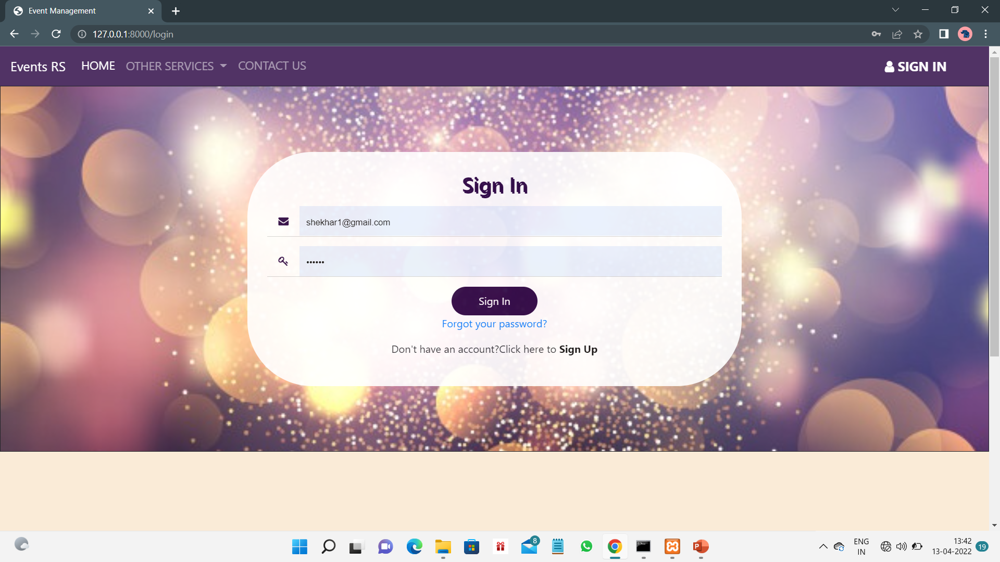 Event Management
127.0.0.1:8000/login
Events RS HOME OTHER SERVICES CONTACT US SIGN IN
Sign In
shekhar1@gmail.com
••••••
Sign In
Forgot your password?
Don't have an account?Click here to Sign Up
8
P
ENG
IN
13:42
13-04-2022
19